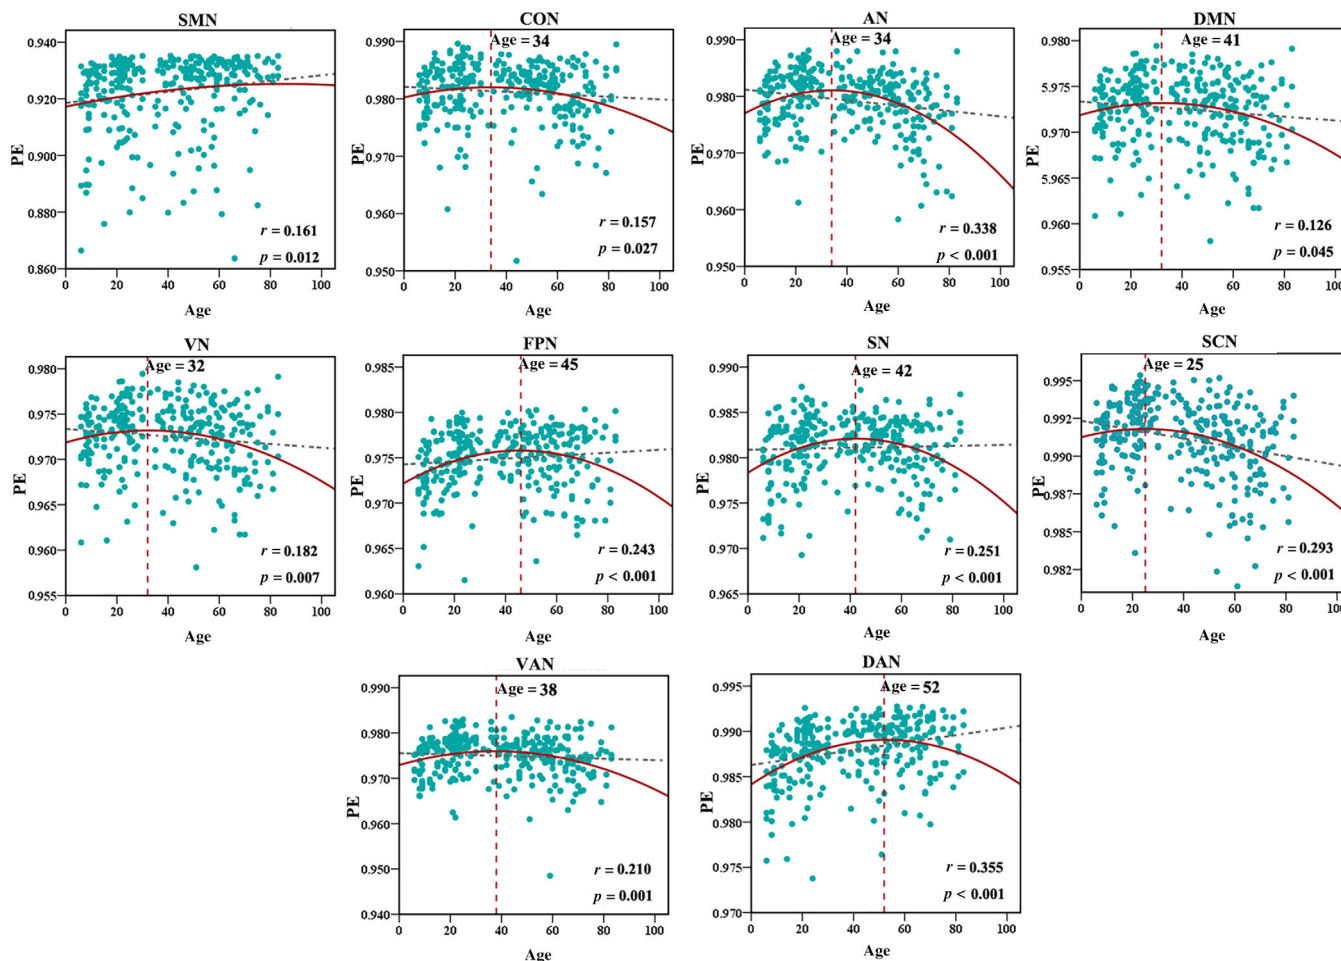 SMN
0.940
0.920
0.900
0.880
0.860
PE
r = 0.161
p = 0.012
0 20 40 60 80 100
Age
CON
Age = 34
0.990
0.980
0.970
0.960
0.950
PE
r = 0.157
p = 0.027
0 20 40 60 80 100
Age
AN
Age = 34
0.990
0.980
0.970
0.960
0.950
PE
r = 0.338
p < 0.001
0 20 40 60 80 100
Age
DMN
Age = 41
0.980
5.975
0.970
5.965
0.960
0.955
PE
r = 0.126
p = 0.045
0 20 40 60 80 100
Age
VN
Age = 32
0.980
0.975
0.970
0.965
0.960
0.955
PE
r = 0.182
p = 0.007
0 20 40 60 80 100
Age
FPN
Age = 45
0.985
0.980
0.975
0.970
0.965
0.960
PE
r = 0.243
p < 0.001
0 20 40 60 80 100
Age
SN
Age = 42
0.990
0.985
0.980
0.975
0.970
0.965
PE
r = 0.251
p < 0.001
0 20 40 60 80 100
Age
SCN
Age = 25
0.995
0.992
0.990
0.987
0.985
0.982
PE
r = 0.293
p < 0.001
0 20 40 60 80 100
Age
VAN
Age = 38
0.990
0.980
0.970
0.960
0.950
0.940
PE
r = 0.210
p = 0.001
0 20 40 60 80 100
Age
DAN
Age = 52
0.995
0.990
0.985
0.980
0.975
0.970
PE
r = 0.355
p < 0.001
0 20 40 60 80 100
Age